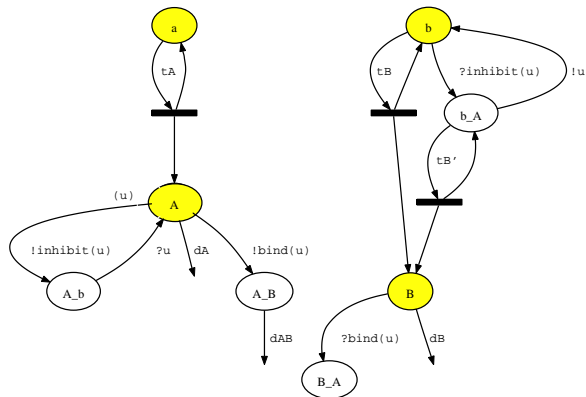 a
b
tA
tB
?inhibit(u)
!u
b_A
tB'
(u)
A
!inhibit(u)
?u
dA
!bind(u)
A_b
A_B
B
dAB
?bind(u)
dB
B_A